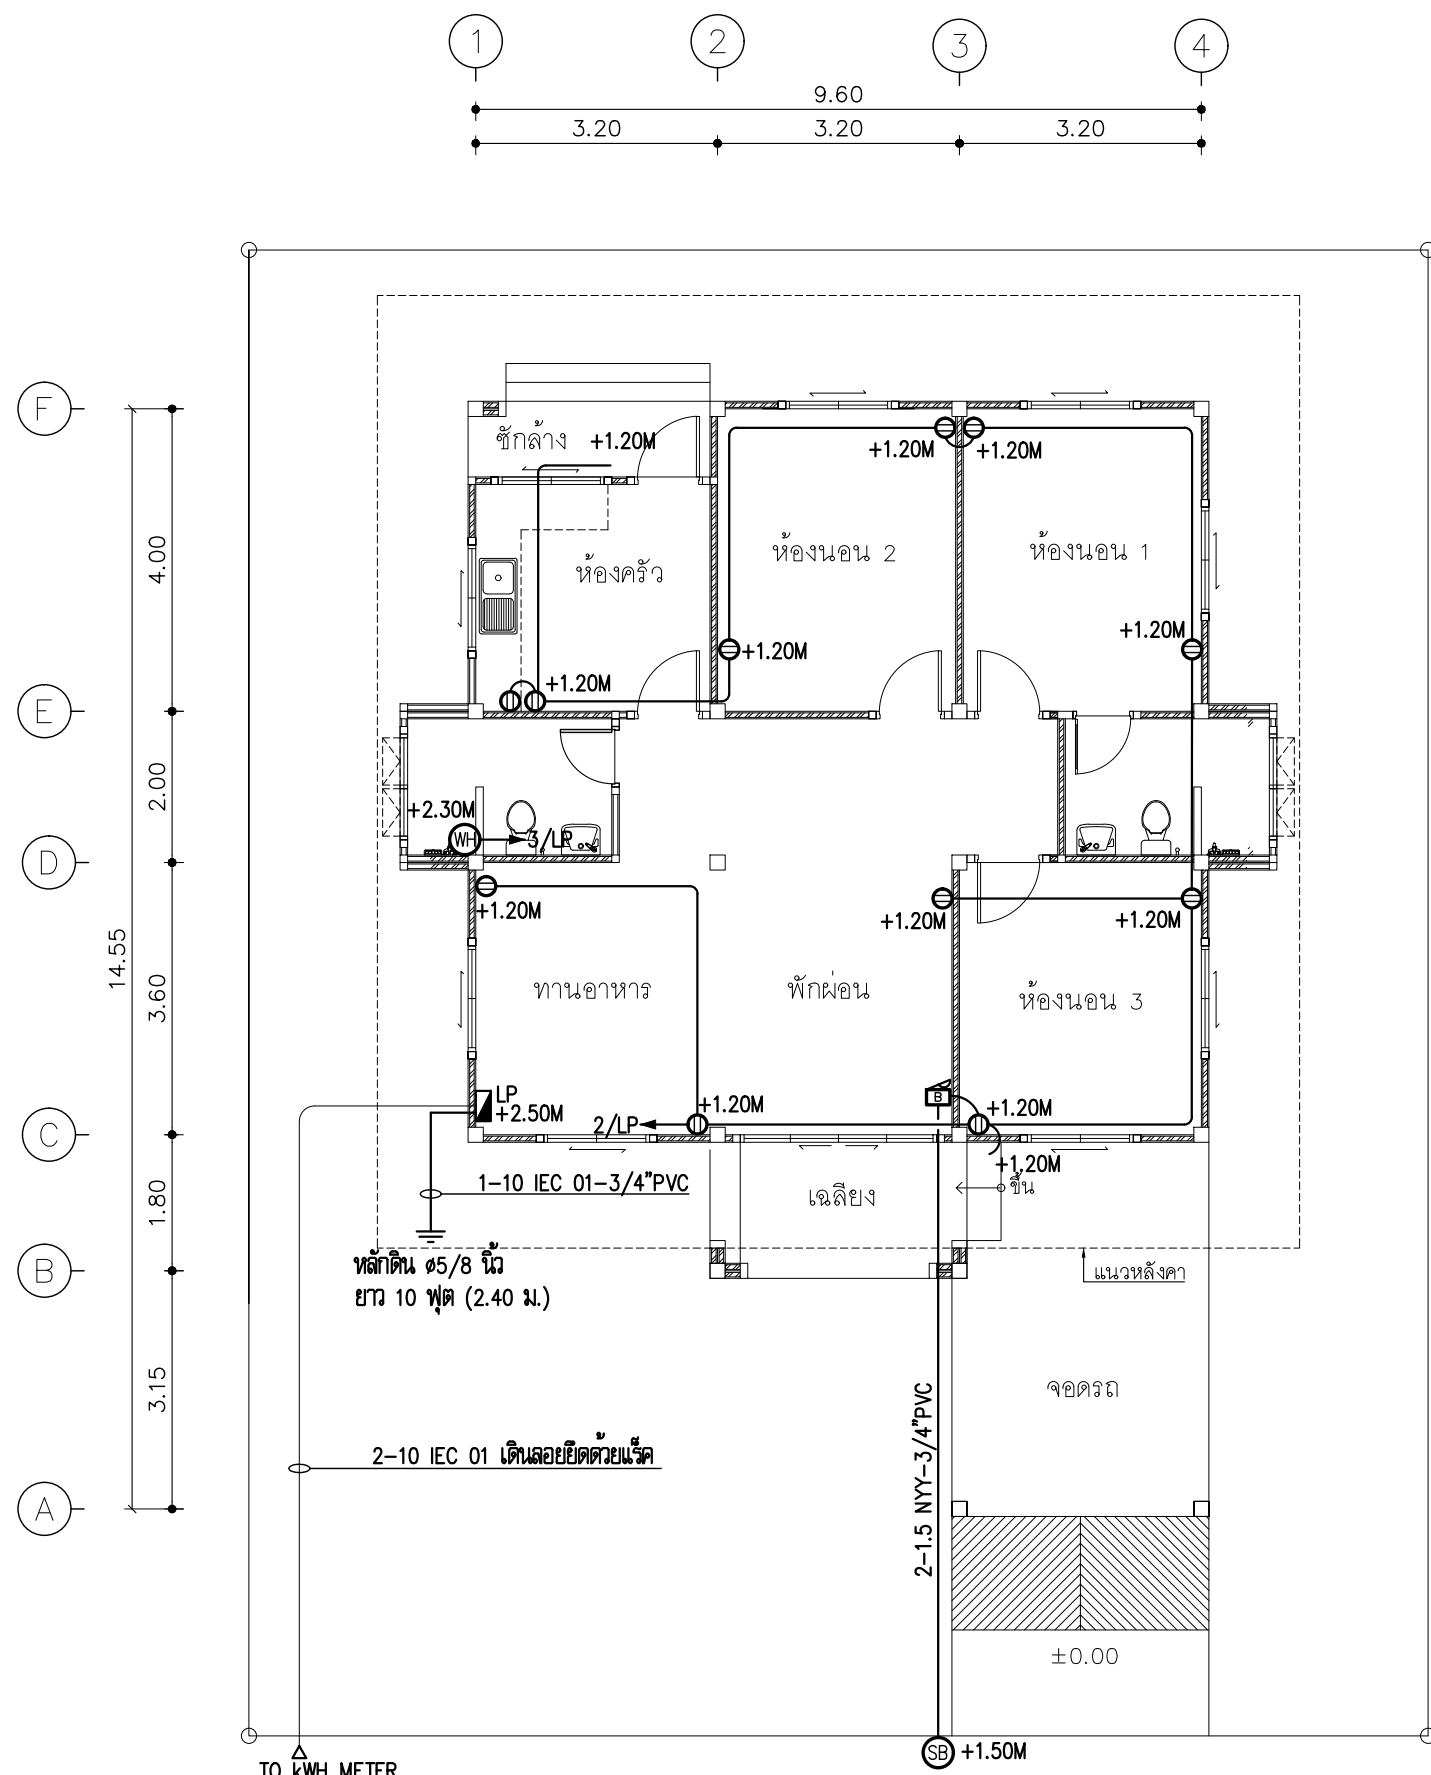 1
2
3
4
9.60
3.20
3.20
3.20
F
ซักล้าง
+1.20M
+1.20M
+1.20M
4.00
ห้องครัว
ห้องนอน 2
ห้องนอน 1
+1.20M
+1.20M
+1.20M
E
2.00
+2.30M
WH
3/LP
D
+1.20M
+1.20M
+1.20M
14.55
3.60
ทานอาหาร
พักผ่อน
ห้องนอน 3
LP
+2.50M
B
+1.20M
+1.20M
2/LP
C
+1.20M
1-10 IEC 01-3/4"PVC
1.80
เฉลียง
ขึ้น
หลักดิน ø5/8 นิ้ว
ยาว 10 ฟุต (2.40 ม.)
B
แนวหลังคา
3.15
จอดรถ
2-1.5 NYY-3/4"PVC
2-10 IEC 01 เดินลอยยึดด้วยแร็ค
A
±0.00
SB
+1.50M
TO kWH METER